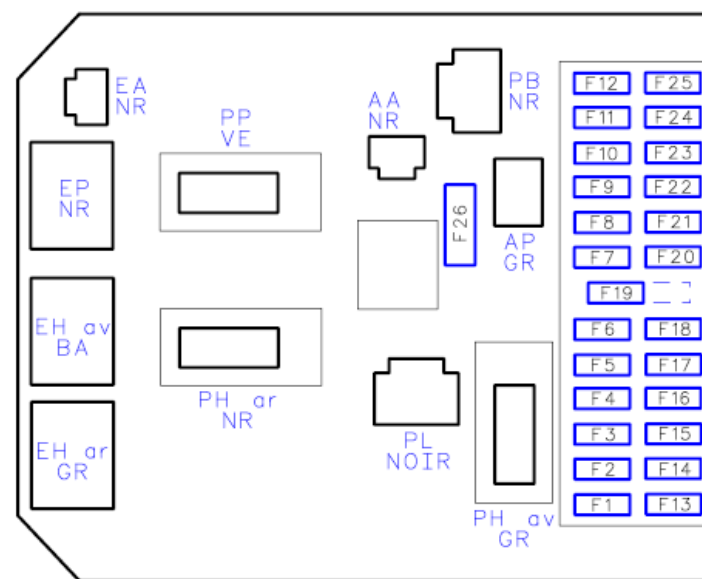 EA
NR
PP
VE
AA
NR
PB
NR
EP
NR
F26
AP
GR
EH av
BA
EH ar
GR
PH ar
NR
PL
NOIR
PH av
GR
F12 F25
F11 F24
F10 F23
F9 F22
F8 F21
F7 F20
F19
F6 F18
F5 F17
F4 F16
F3 F15
F2 F14
F1 F13